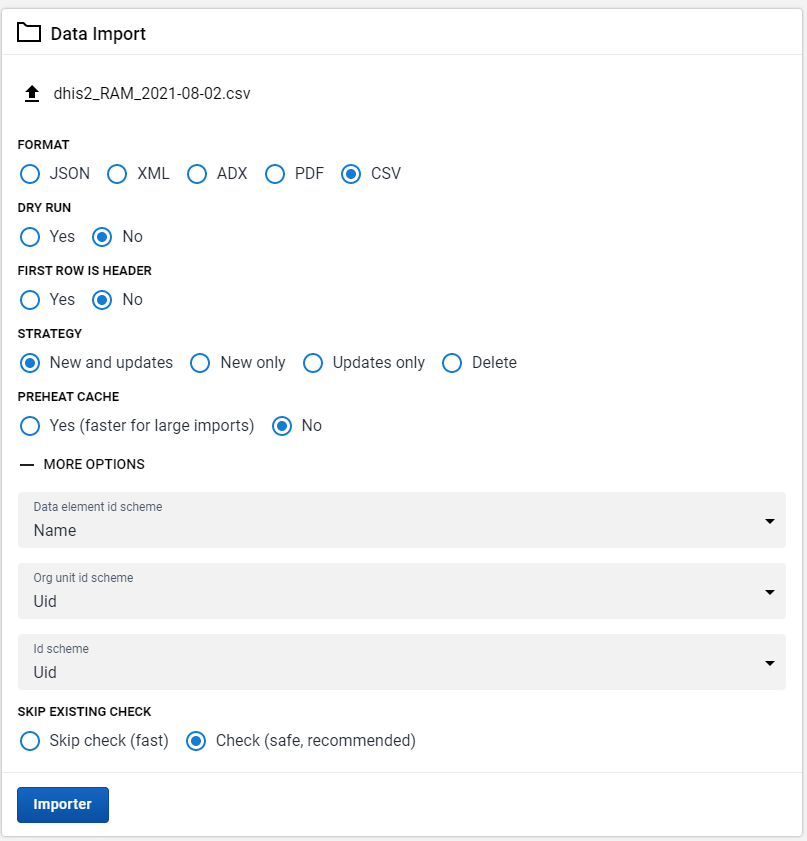 Data Import
dhis2_RAM_2021-08-02.csv
FORMAT
JSON XML ADX PDF CSV
DRY RUN
Yes No
FIRST ROW IS HEADER
Yes No
STRATEGY
New and updates New only Updates only Delete
PREHEAT CACHE
Yes (faster for large imports) No
MORE OPTIONS
Data element id scheme
Name
Org unit id scheme
Uid
Id scheme
Uid
SKIP EXISTING CHECK
Skip check (fast) Check (safe, recommended)
Importer